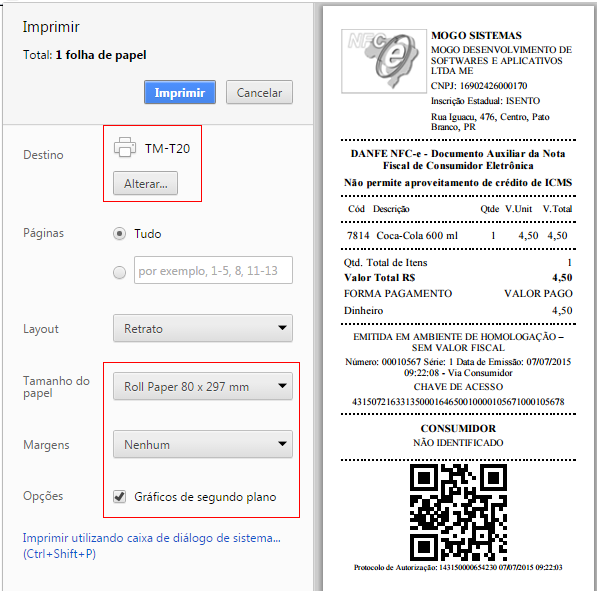 Imprimir
Total: 1 folha de papel
Imprimir
Cancelar
Destino
TM-T20
Alterar...
Páginas
Tudo
por exemplo, 1-5, 8, 11-13
Layout
Retrato
Tamanho do
papel
Roll Paper 80 x 297 mm
Margens
Nenhum
Opções
Gráficos de segundo plano
Imprimir utilizando caixa de diálogo de sistema...
(Ctrl+Shift+P)
NFC
e
MOGO SISTEMAS
MOGO DESENVOLVIMENTO DE
SOFTWARES E APLICATIVOS
LTDA ME
CNPJ: 16902426000170
Inscrição Estadual: ISENTO
Rua Iguacu, 476, Centro, Pato
Branco, PR
DANFE NFC-e - Documento Auxiliar da Nota
Fiscal de Consumidor Eletrônica
Não permite aproveitamento de crédito de ICMS
Cód Descrição Qtde V.Unit V.Total
7814 Coca-Cola 600 ml 1 4,50 4,50
Qtd. Total de Itens 1
Valor Total R$ 4,50
FORMA PAGAMENTO VALOR PAGO
Dinheiro 4,50
EMITIDA EM AMBIENTE DE HOMOLOGAÇÃO –
SEM VALOR FISCAL
Número: 00010567 Série: 1 Data de Emissão: 07/07/2015
09:22:08 - Via Consumidor
CHAVE DE ACESSO
43150721633135000164650010000105671000105678
CONSUMIDOR
NÃO IDENTIFICADO
Protocolo de Autorização: 143150000654230 07/07/2015 09:22:03